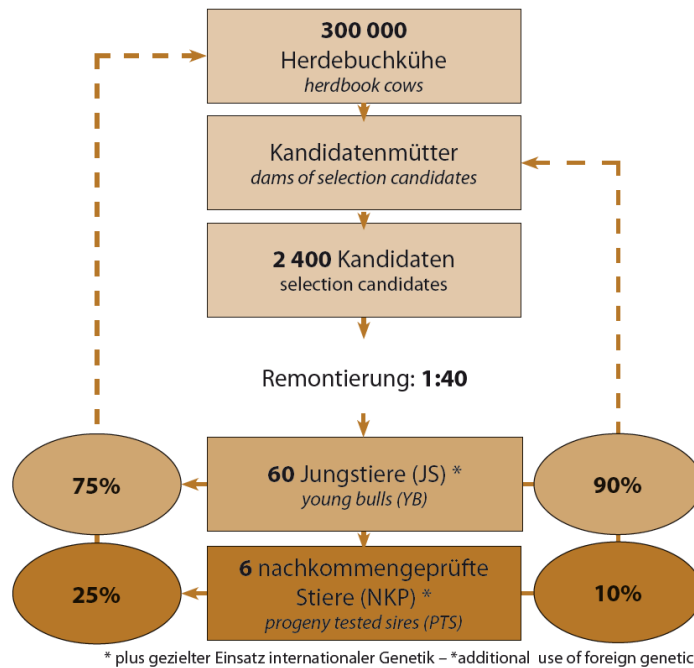 300 000
Herdebuchkühe
herdbook cows
Kandidatenmütter
dams of selection candidates
2 400 Kandidaten
selection candidates
Remontierung: 1:40
75%
60 Jungstiere (JS) *
young bulls (YB)
90%
25%
6 nachkommengeprüfte
Stiere (NKP) *
progeny tested sires (PTS)
10%
* plus gezielter Einsatz internationaler Genetik – *additional use of foreign genetic